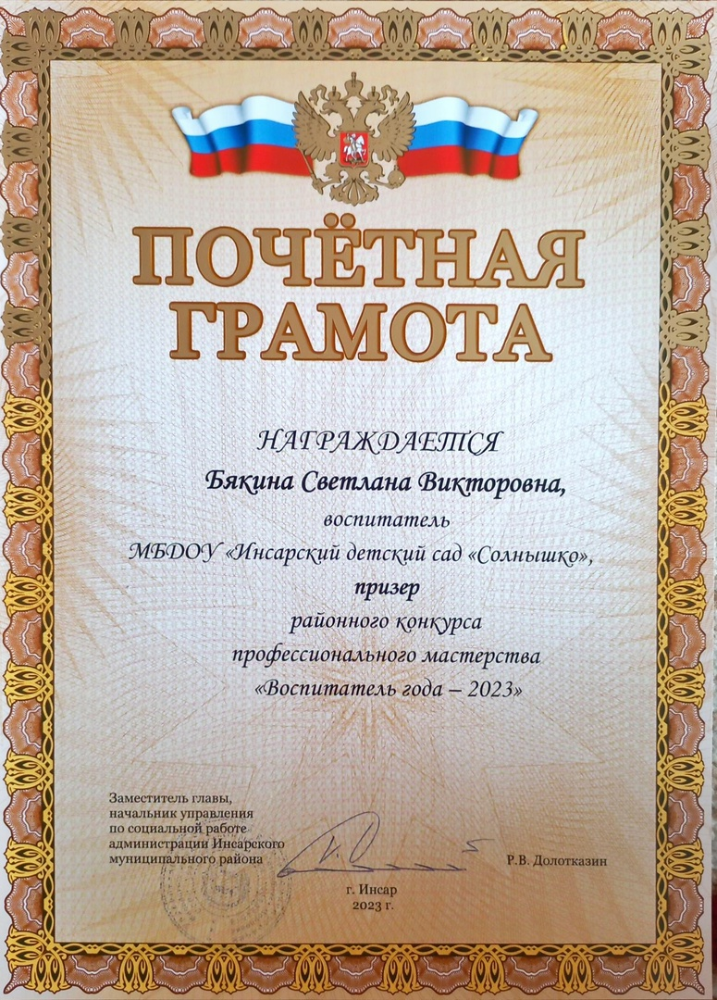 ПОЧЁТНАЯ
ГРАМОТА
НАГРАЖДАЕТСЯ
Бякина Светлана Викторовна,
воспитатель
МБДОУ «Инсарский детский сад «Солнышко»,
призер
районного конкурса
профессионального мастерства
«Воспитатель года – 2023»
Заместитель главы,
начальник управления
по социальной работе
администрации Инсарского
муниципального района
Р.В. Долотказин
г. Инсар
2023 г.